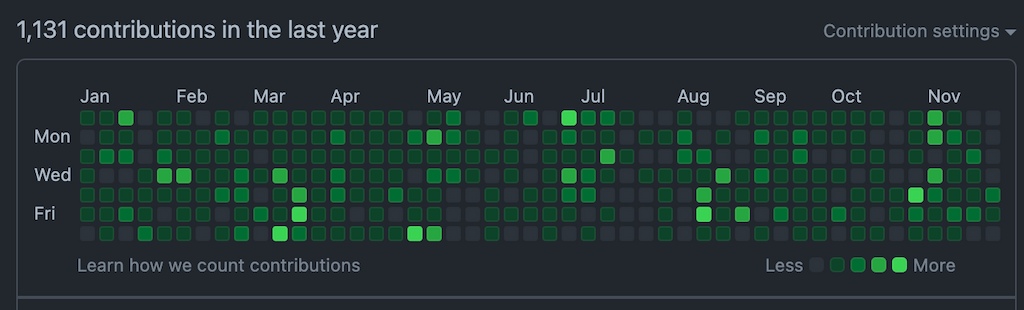 1,131 contributions in the last year
Contribution settings
Jan Feb Mar Apr May Jun Jul Aug Sep Oct Nov
Mon
Wed
Fri
Learn how we count contributions
Less More